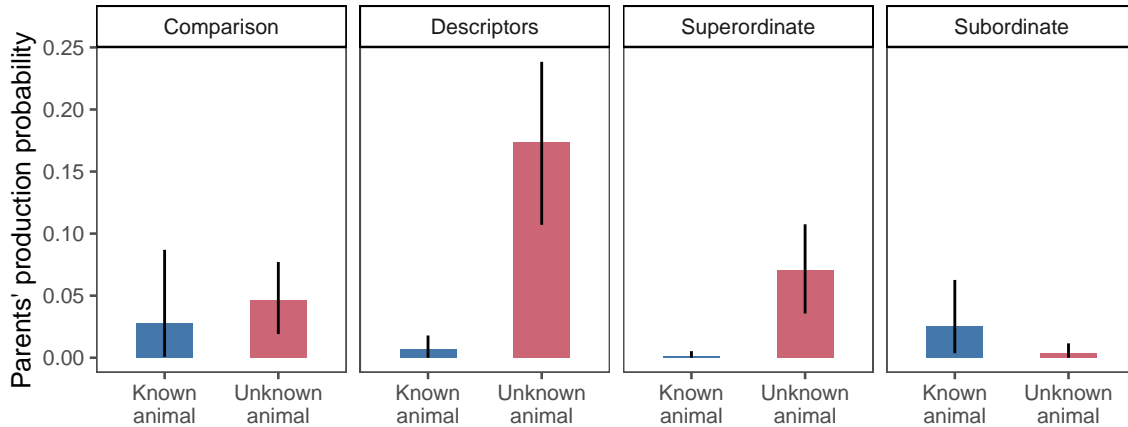 Comparison
Descriptors
Superordinate
Subordinate
Parents' production probability
0.25
0.20
0.15
0.10
0.05
0.00
Known
animal
Unknown
animal
Known
animal
Unknown
animal
Known
animal
Unknown
animal
Known
animal
Unknown
animal